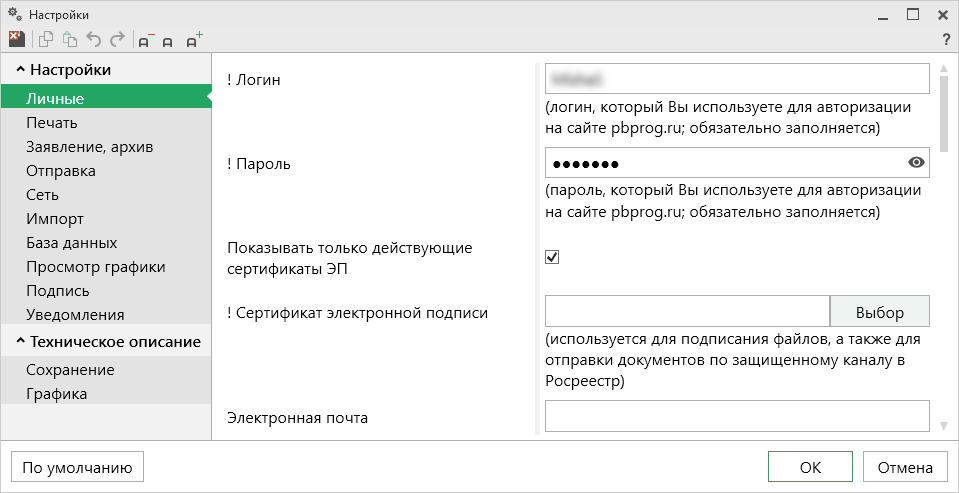 Настройки
?
Настройки
Личные
Печать
Заявление, архив
Отправка
Сеть
Импорт
База данных
Просмотр графики
Подпись
Уведомления
Техническое описание
Сохранение
Графика
! Логин
(логин, который Вы используете для авторизации
на сайте pbprog.ru; обязательно заполняется)
! Пароль
(пароль, который Вы используете для авторизации
на сайте pbprog.ru; обязательно заполняется)
Показывать только действующие
сертификаты ЭП
! Сертификат электронной подписи
Выбор
(используется для подписания файлов, а также для
отправки документов по защищенному каналу в
Росреестр)
Электронная почта
По умолчанию
ОК
Отмена